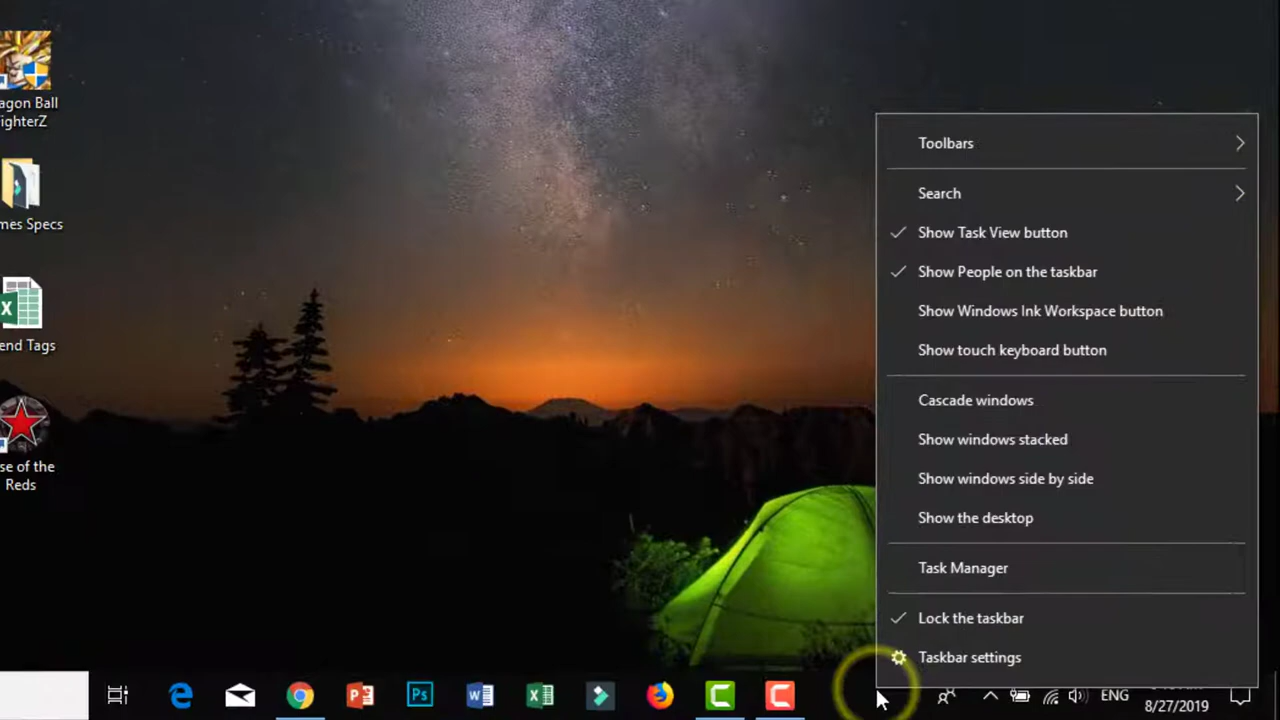 agon Ball
ighterZ
mes Specs
end Tags
se of the
Reds
Toolbars
Search
Show Task View button
Show People on the taskbar
Show Windows Ink Workspace button
Show touch keyboard button
Cascade windows
Show windows stacked
Show windows side by side
Show the desktop
Task Manager
Lock the taskbar
Taskbar settings
Ps
ENG
8/27/2019